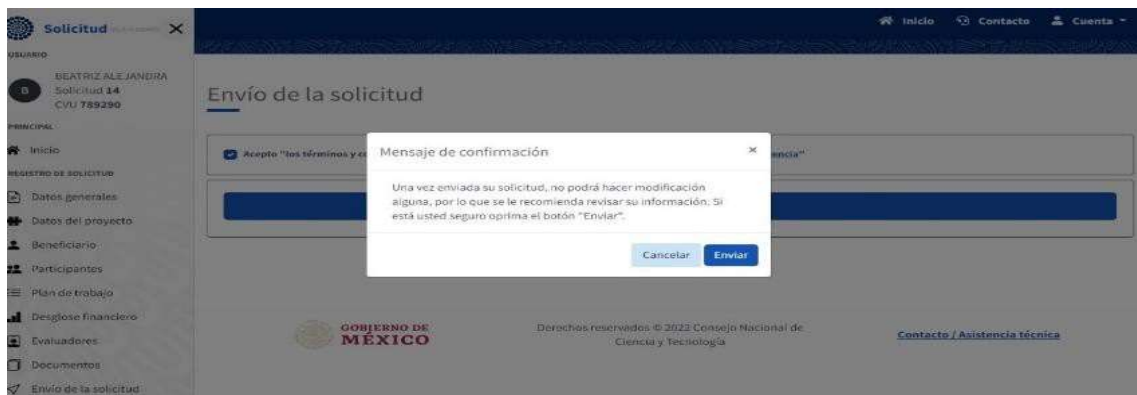 Solicitud
Inicio
Contacto
Cuenta
USUARIO
B
BEATRIZ ALEJANDRA
Solicitud 14
CVU 789290
PRINCIPAL
Inicio
REGISTRO DE SOLICITUD
Datos generales
Datos del proyecto
Beneficiario
Participantes
Plan de trabajo
Desglose financiero
Evaluadores
Documentos
Envío de la solicitud
Envío de la solicitud
Acepto "los términos y co
encia"
Mensaje de confirmación
×
Una vez enviada su solicitud, no podrá hacer modificación
alguna, por lo que se le recomienda revisar su información. Si
está usted seguro oprima el botón "Enviar".
Cancelar
Enviar
GOBIERNO DE
MÉXICO
Derechos reservados © 2022 Consejo Nacional de
Ciencia y Tecnología
Contacto / Asistencia técnica